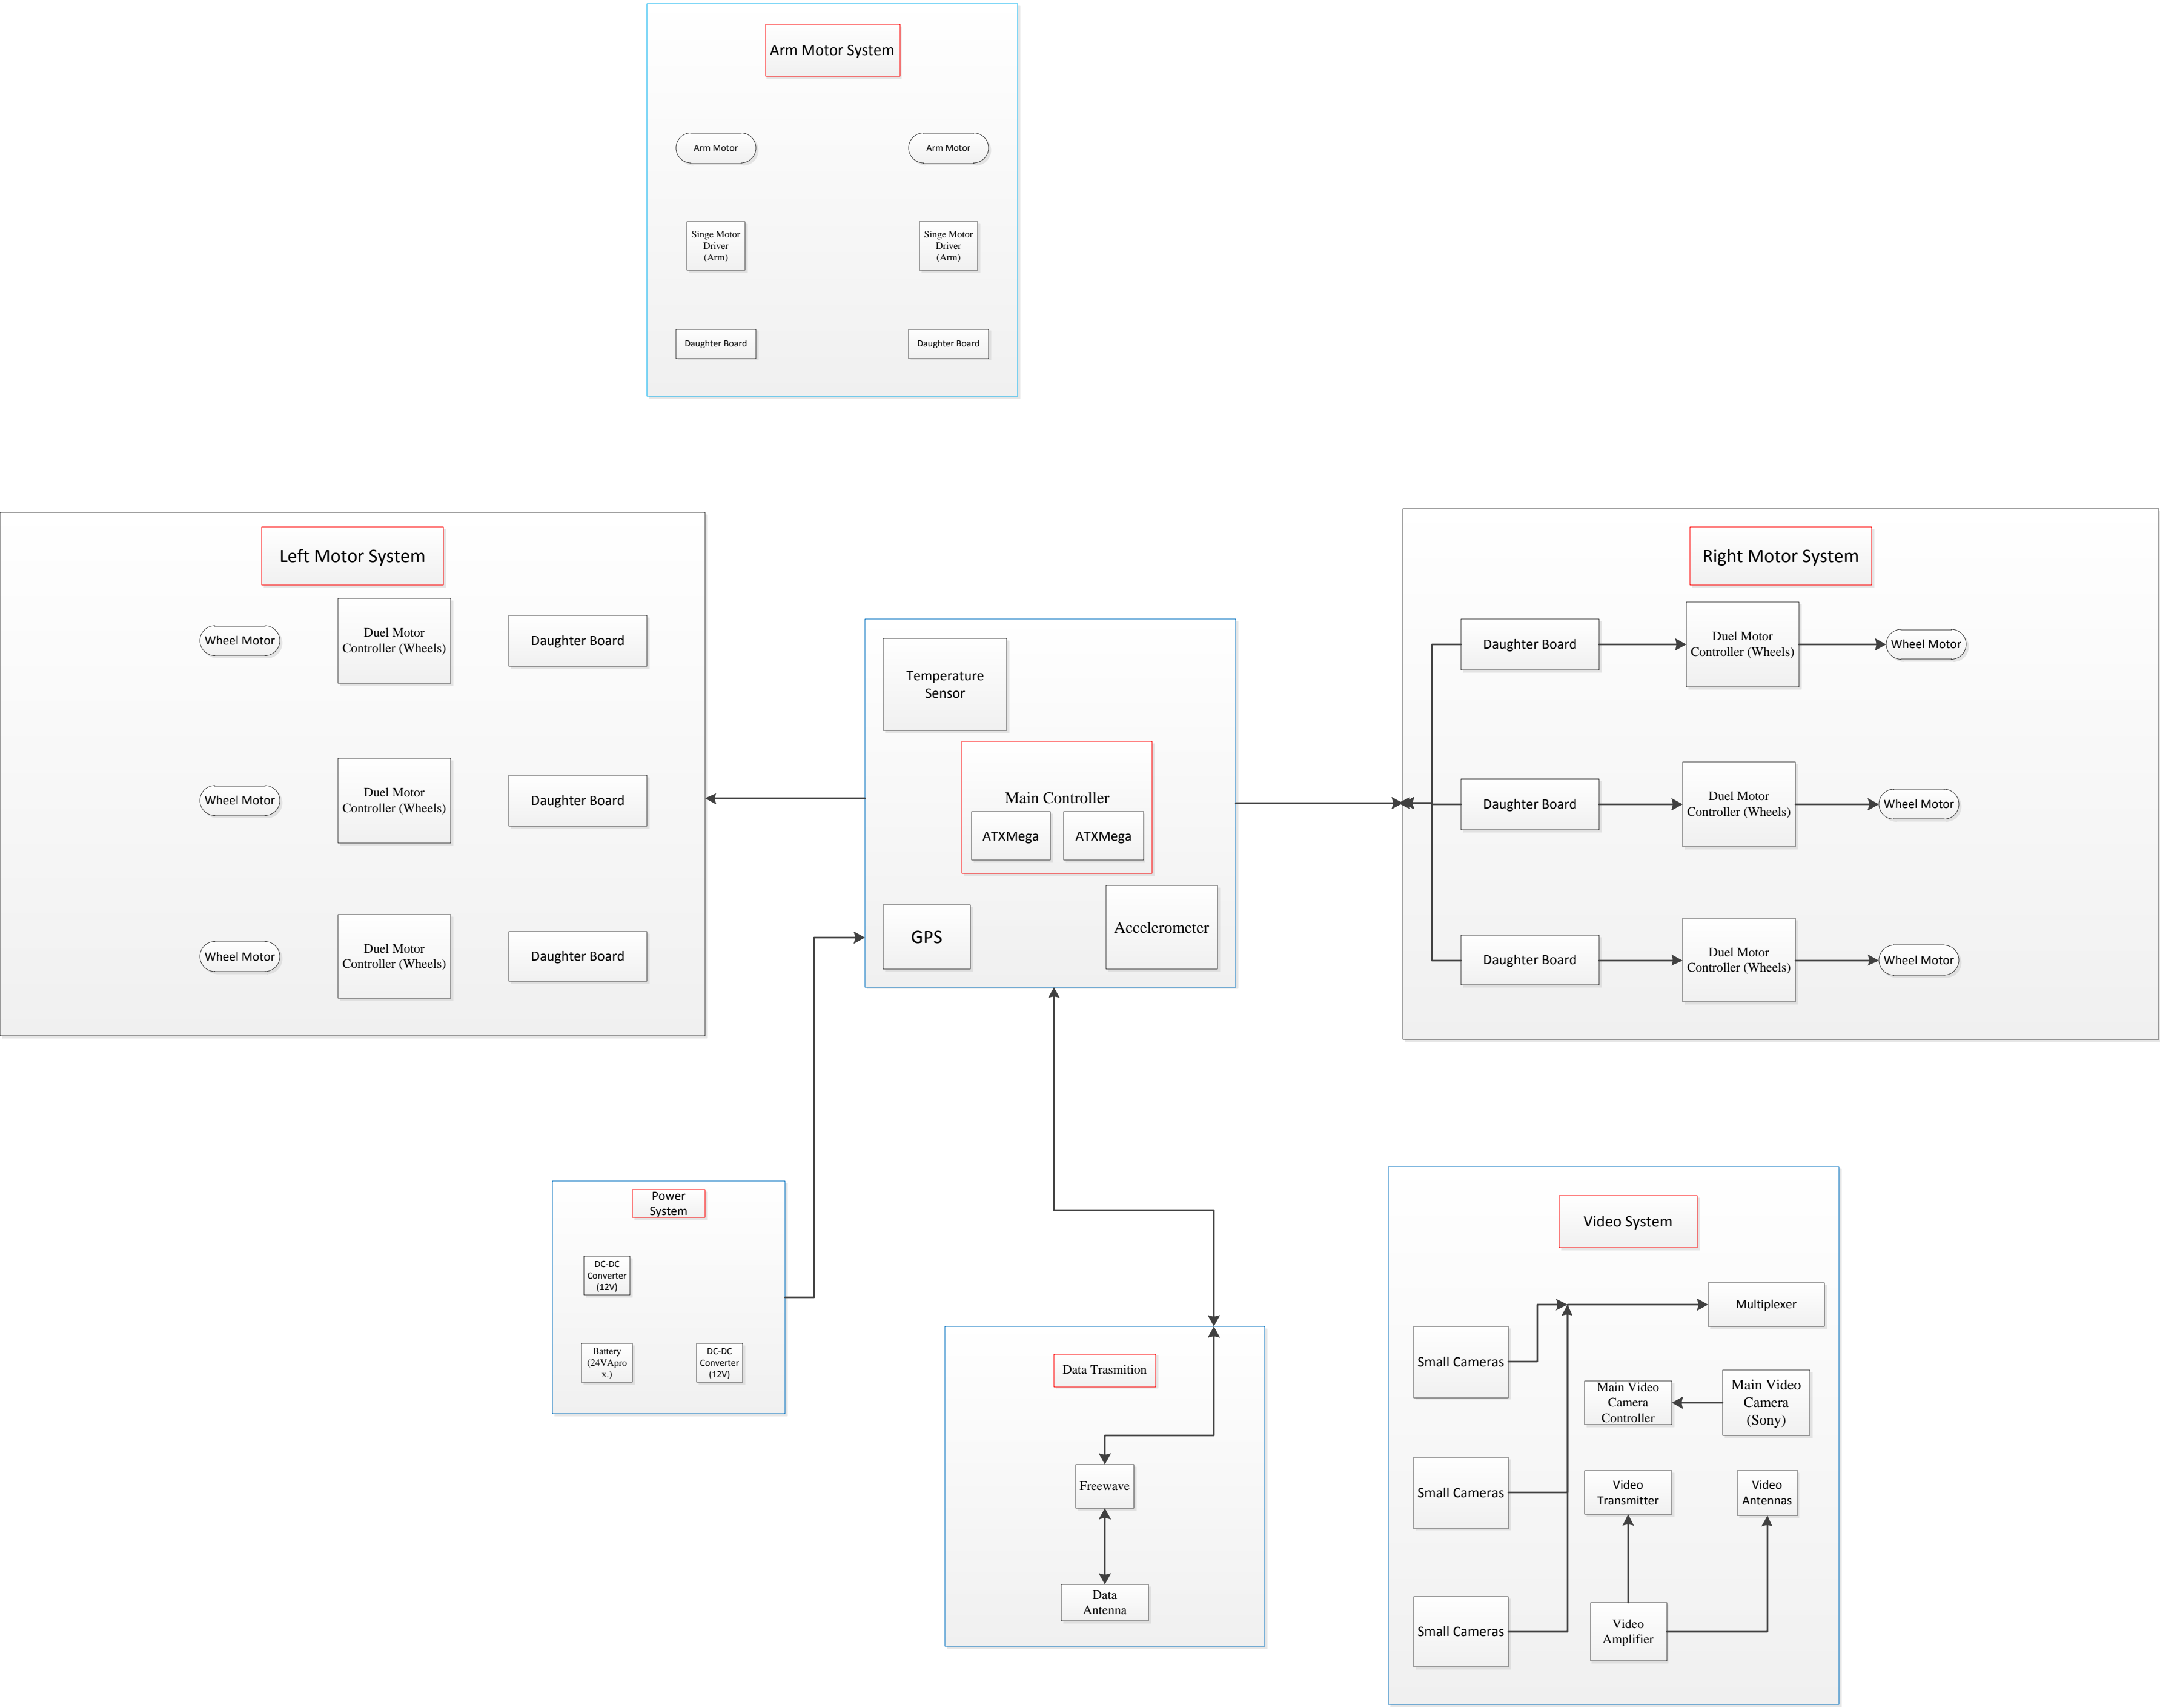 Arm Motor System
Arm Motor
Arm Motor
Singe Motor
Driver
(Arm)
Singe Motor
Driver
(Arm)
Daughter Board
Daughter Board
Left Motor System
Wheel Motor
Duel Motor
Controller (Wheels)
Daughter Board
Wheel Motor
Duel Motor
Controller (Wheels)
Daughter Board
Wheel Motor
Duel Motor
Controller (Wheels)
Daughter Board
Temperature
Sensor
Main Controller
ATXMega
ATXMega
GPS
Accelerometer
Right Motor System
Daughter Board
Duel Motor
Controller (Wheels)
Wheel Motor
Daughter Board
Duel Motor
Controller (Wheels)
Wheel Motor
Daughter Board
Duel Motor
Controller (Wheels)
Wheel Motor
Power
System
DC-DC
Converter
(12V)
Battery
(24VApro
x.)
DC-DC
Converter
(12V)
Data Trasmition
Freewave
Data
Antenna
Video System
Multiplexer
Small Cameras
Main Video
Camera
Controller
Main Video
Camera
(Sony)
Small Cameras
Video
Transmitter
Video
Antennas
Small Cameras
Video
Amplifier